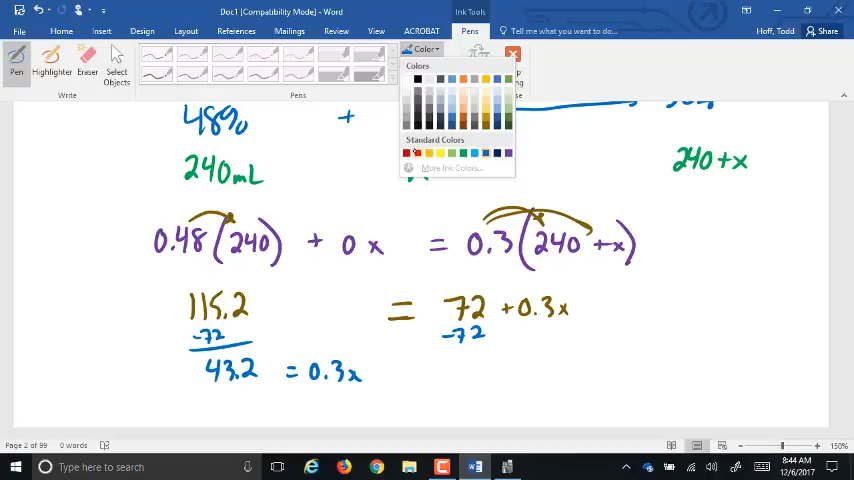 Doc1 [Compatibility Mode] - Word
Ink Tools
Hoff, Todd
File Home Insert Design Layout References Mailings Review View ACROBAT Pens Tell me what you want to do... Share
Pen Highlighter Eraser Select Objects
Color
Write Pens
Colors
Standard Colors
More Ink Colors...
48% +
240mL 240+x
0.48(240) + 0x = 0.3(240+x)
115.2 = 72 + 0.3x
-72 -72
43.2 = 0.3x
Page 2 of 99 0 words 150%
Type here to search
8:44 AM
12/6/2017